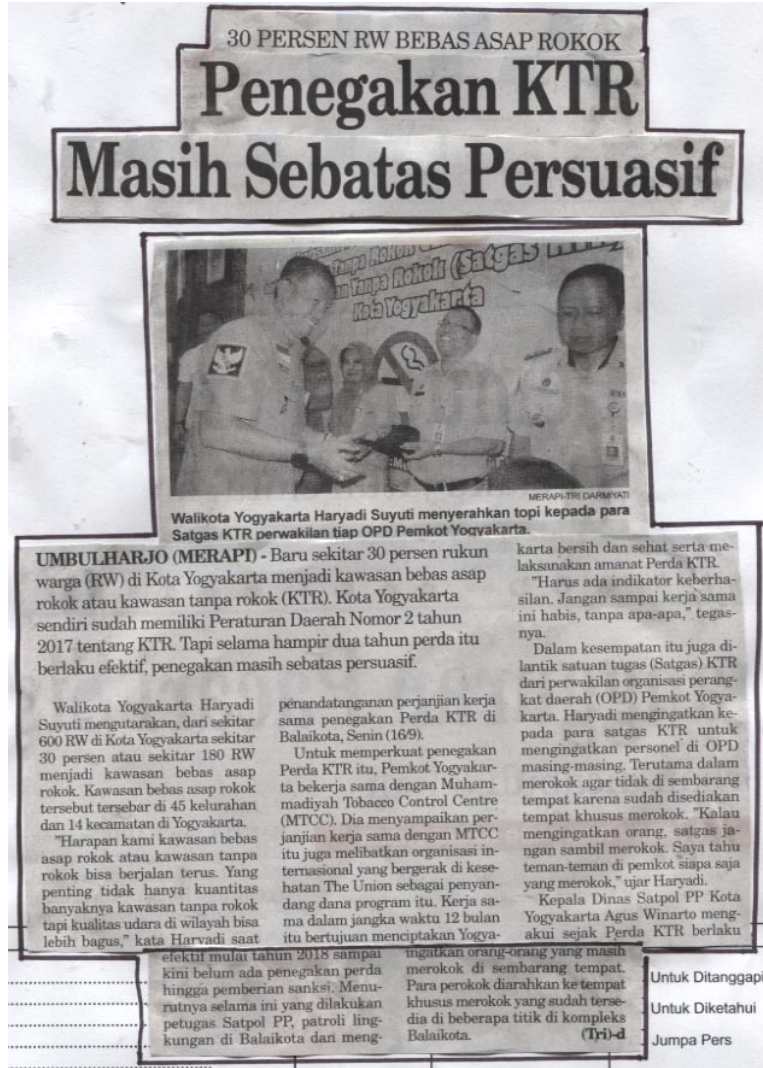 30 PERSEN RW BEBAS ASAP ROKOK
Penegakan KTR
Masih Sebatas Persuasif
Tanpa Rokok
an Tanpa Rokok (Satgas KTR)
Kota Yogyakarta
MERAPI-TRI DARMIYATI
Walikota Yogyakarta Haryadi Suyuti menyerahkan topi kepada para
Satgas KTR perwakilan tiap OPD Pemkot Yogyakarta.
UMBULHARJO (MERAPI) - Baru sekitar 30 persen rukun
warga (RW) di Kota Yogyakarta menjadi kawasan bebas asap
rokok atau kawasan tanpa rokok (KTR). Kota Yogyakarta
sendiri sudah memiliki Peraturan Daerah Nomor 2 tahun
2017 tentang KTR. Tapi selama hampir dua tahun perda itu
berlaku efektif, penegakan masih sebatas persuasif.
Walikota Yogyakarta Haryadi
Suyuti mengutarakan, dari sekitar
600 RW di Kota Yogyakarta sekitar
30 persen atau sekitar 180 RW
menjadi kawasan bebas asap
rokok. Kawasan bebas asap rokok
tersebut tersebar di 45 kelurahan
dan 14 kecamatan di Yogyakarta.
"Harapan kami kawasan bebas
asap rokok atau kawasan tanpa
rokok bisa berjalan terus. Yang
penting tidak hanya kuantitas
banyaknya kawasan tanpa rokok
tapi kualitas udara di wilayah bisa
lebih bagus," kata Haryadi saat
penandatanganan perjanjian kerja
sama penegakan Perda KTR di
Balaikota, Senin (16/9).
Untuk memperkuat penegakan
Perda KTR itu, Pemkot Yogyakar-
ta bekerja sama dengan Muham-
madiyah Tobacco Control Centre
(MTCC). Dia menyampaikan per-
janjian kerja sama dengan MTCC
itu juga melibatkan organisasi in-
ternasional yang bergerak di kese-
hatan The Union sebagai penyan-
dang dana program itu. Kerja sa-
ma dalam jangka waktu 12 bulan
itu bertujuan menciptakan Yogya-
karta bersih dan sehat serta me-
laksanakan amanat Perda KTR.
"Harus ada indikator keberha-
silan. Jangan sampai kerja sama
ini habis, tanpa apa-apa," tegas-
nya.
Dalam kesempatan itu juga di-
lantik satuan tugas (Satgas) KTR
dari perwakilan organisasi perang-
kat daerah (OPD) Pemkot Yogya-
karta. Haryadi mengingatkan ke-
pada para satgas KTR untuk
mengingatkan personel di OPD
masing-masing. Terutama dalam
merokok agar tidak di sembarang
tempat karena sudah disediakan
tempat khusus merokok. "Kalau
mengingatkan orang, satgas ja-
ngan sambil merokok. Saya tahu
teman-teman di pemkot siapa saja
yang merokok," ujar Haryadi.
Kepala Dinas Satpol PP Kota
Yogyakarta Agus Winarto meng-
akui sejak Perda KTR berlaku
efektif mulai tahun 2018 sampai
kini belum ada penegakan perda
hingga pemberian sanksi. Menu-
rutnya selama ini yang dilakukan
petugas Satpol PP, patroli ling-
kungan di Balaikota dan meng-
ingatkan orang-orang yang masih
merokok di sembarang tempat.
Para perokok diarahkan ke tempat
khusus merokok yang sudah terse-
dia di beberapa titik di kompleks
Balaikota. (Tri)-d
Untuk Ditanggapi
Untuk Diketahui
Jumpa Pers